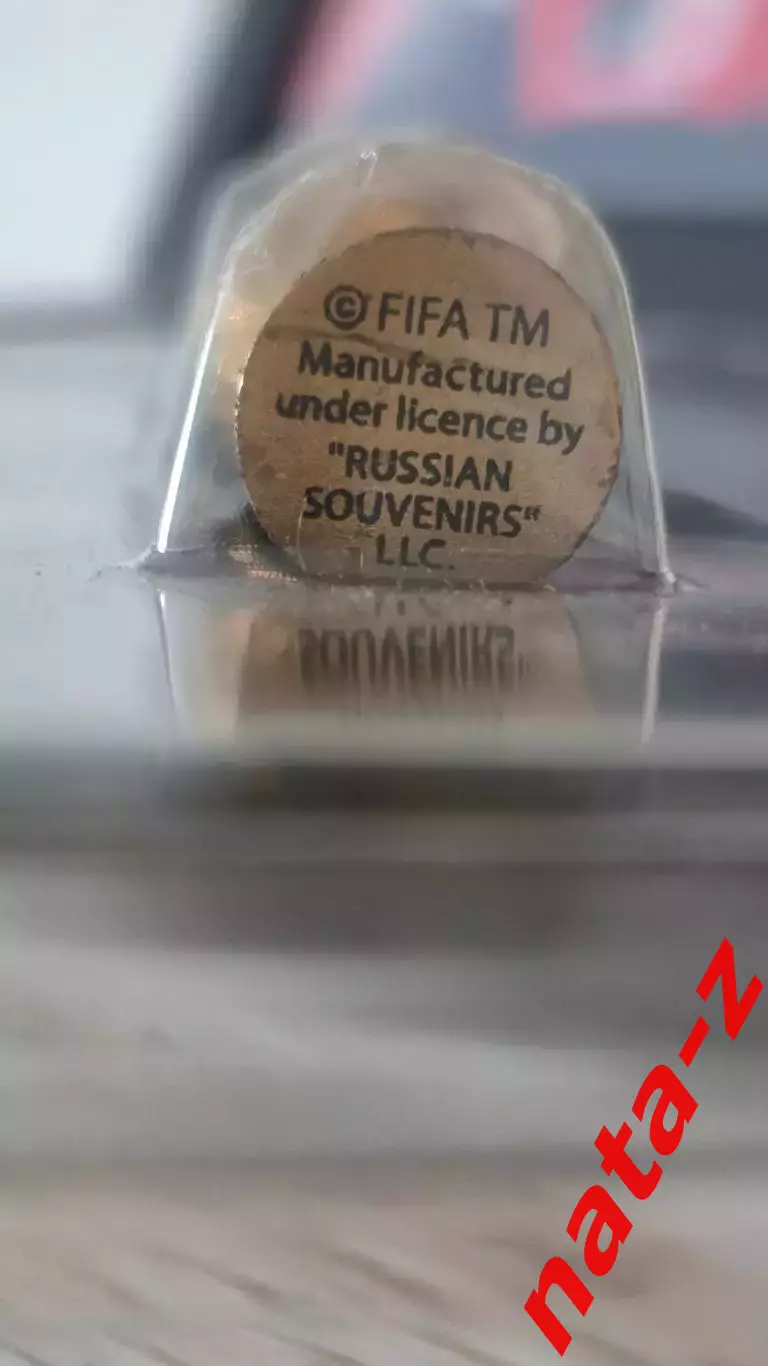 © FIFA TM
Manufactured
under licence by
"RUSSIAN
SOUVENIRS"
LLC.
nata-z